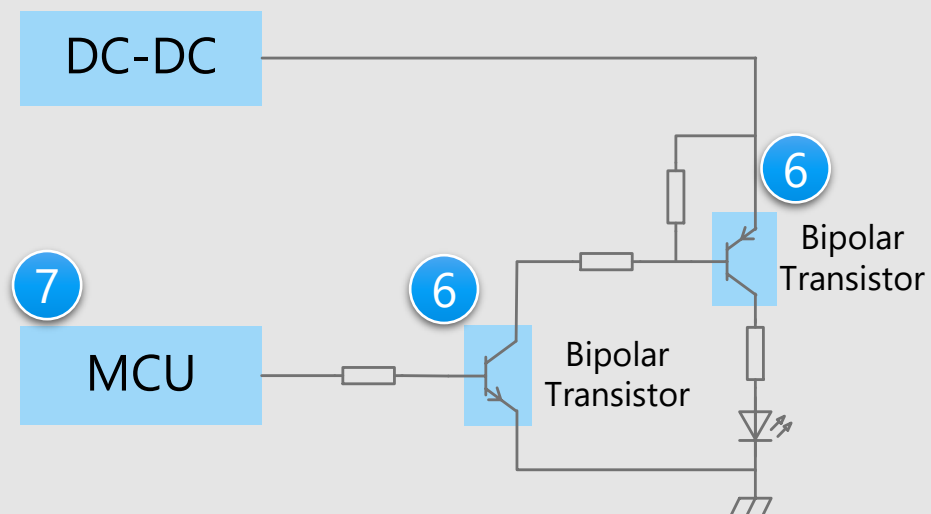 DC-DC
6
Bipolar
Transistor
7
6
MCU
Bipolar
Transistor